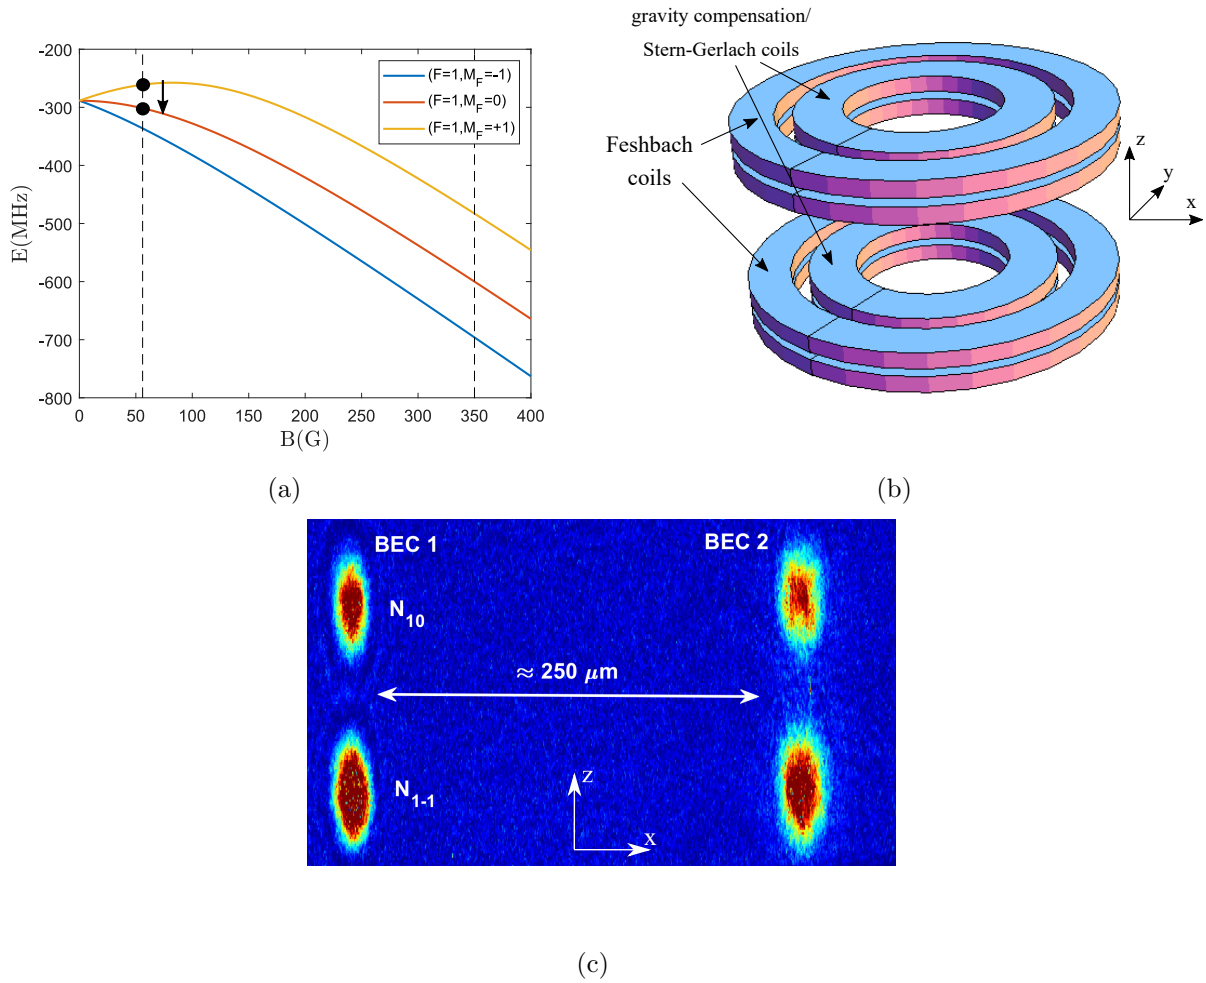 -200
-300
-400
-500
-600
-700
-800
E(MHz)
0
50
100
150
200
250
300
350
400
B(G)
(F=1,M_F=-1)
(F=1,M_F=0)
(F=1,M_F=+1)
(a)
gravity compensation/
Stern-Gerlach coils
Feshbach
coils
z
y
x
(b)
BEC 1
BEC 2
N_10
≈ 250 μm
N_1-1
z
x
(c)